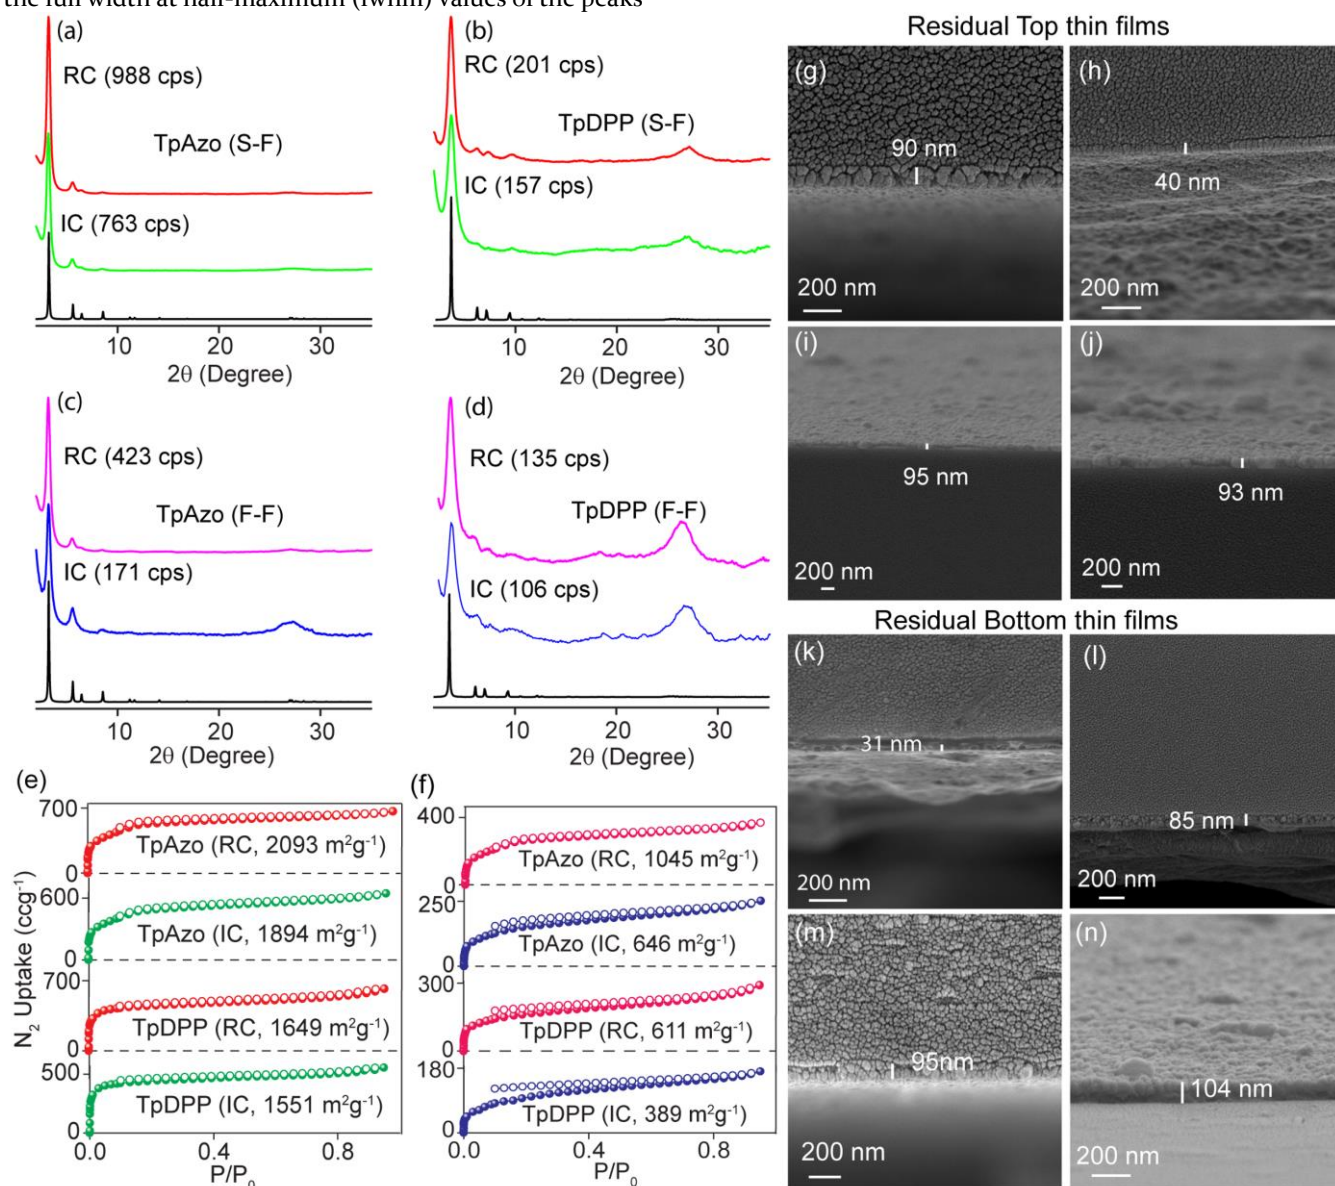 the full width at half-maximum (fwhm) values of the peaks
(a)
RC (988 cps)
TpAzo (S-F)
IC (763 cps)
10 20 30
2θ (Degree)
(b)
RC (201 cps)
TpDPP (S-F)
IC (157 cps)
10 20 30
2θ (Degree)
(c)
RC (423 cps)
TpAzo (F-F)
IC (171 cps)
10 20 30
2θ (Degree)
(d)
RC (135 cps)
TpDPP (F-F)
IC (106 cps)
10 20 30
2θ (Degree)
(e)
N₂ Uptake (ccg⁻¹)
700
TpAzo (RC, 2093 m²g⁻¹)
0
600
TpAzo (IC, 1894 m²g⁻¹)
0
700
TpDPP (RC, 1649 m²g⁻¹)
0
500
TpDPP (IC, 1551 m²g⁻¹)
0
0.0 0.4 0.8
P/P₀
(f)
400
TpAzo (RC, 1045 m²g⁻¹)
0
250
TpAzo (IC, 646 m²g⁻¹)
0
300
TpDPP (RC, 611 m²g⁻¹)
0
180
TpDPP (IC, 389 m²g⁻¹)
0
0.0 0.4 0.8
P/P₀
Residual Top thin films
(g)
90 nm
200 nm
(h)
40 nm
200 nm
(i)
95 nm
200 nm
(j)
93 nm
200 nm
Residual Bottom thin films
(k)
31 nm
200 nm
(l)
85 nm
200 nm
(m)
95nm
200 nm
(n)
104 nm
200 nm